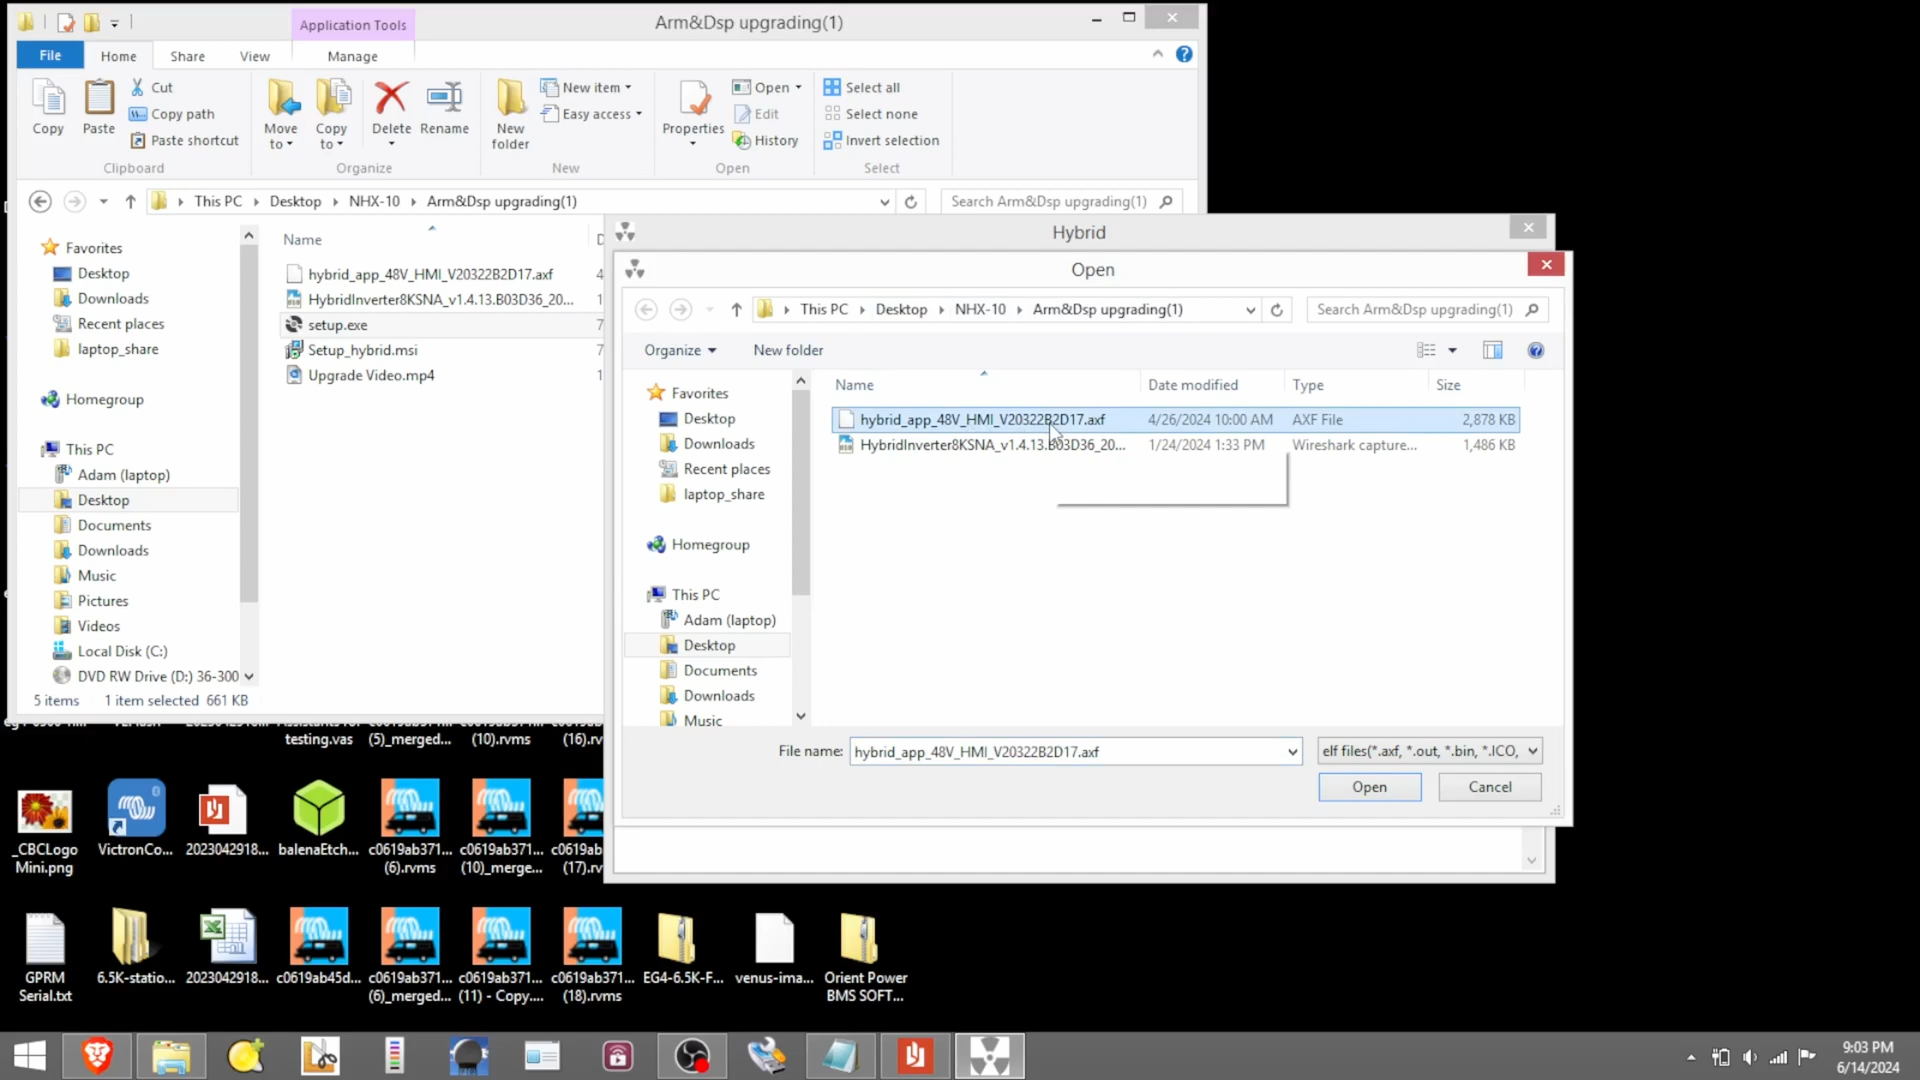 Application Tools
Arm&Dsp upgrading(1)
File
Home
Share
View
Manage
Copy
Paste
Cut
Copy path
Paste shortcut
Clipboard
Move to
Copy to
Delete
Rename
Organize
New folder
New item
Easy access
New
Properties
Open
Edit
History
Open
Select all
Select none
Invert selection
Select
This PC
Desktop
NHX-10
Arm&Dsp upgrading(1)
Search Arm&Dsp upgrading(1)
Favorites
Desktop
Downloads
Recent places
laptop_share
Homegroup
This PC
Adam (laptop)
Desktop
Documents
Downloads
Music
Pictures
Videos
Local Disk (C:)
DVD RW Drive (D:) 36-300
Name
hybrid_app_48V_HMI_V20322B2D17.axf
HybridInverter8KSNA_v1.4.13.B03D36_20...
setup.exe
Setup_hybrid.msi
Upgrade Video.mp4
5 items
1 item selected 661 KB
Hybrid
Open
This PC
Desktop
NHX-10
Arm&Dsp upgrading(1)
Search Arm&Dsp upgrading(1)
Organize
New folder
Favorites
Desktop
Downloads
Recent places
laptop_share
Homegroup
This PC
Adam (laptop)
Desktop
Documents
Downloads
Music
Name
Date modified
Type
Size
hybrid_app_48V_HMI_V20322B2D17.axf
4/26/2024 10:00 AM
AXF File
2,878 KB
HybridInverter8KSNA_v1.4.13.B03D36_20...
1/24/2024 1:33 PM
Wireshark capture...
1,486 KB
File name:
hybrid_app_48V_HMI_V20322B2D17.axf
elf files(*.axf, *.out, *.bin, *.ICO,
Open
Cancel
testing.vas
(5)_merged...
(10).rvms
(16).rv
_CBCLogo
Mini.png
VictronCo...
2023042918...
balenaEtch...
c0619ab371...
(6).rvms
c0619ab371...
(10)_merge...
c0619ab371...
(17).rv
GPRM
Serial.txt
6.5K-statio...
2023042918...
c0619ab45d...
c0619ab371...
(6)_merged...
c0619ab371...
(11) - Copy....
c0619ab371...
(18).rvms
EG4-6.5K-F...
venus-ima...
Orient Power
BMS SOFT...
9:03 PM
6/14/2024